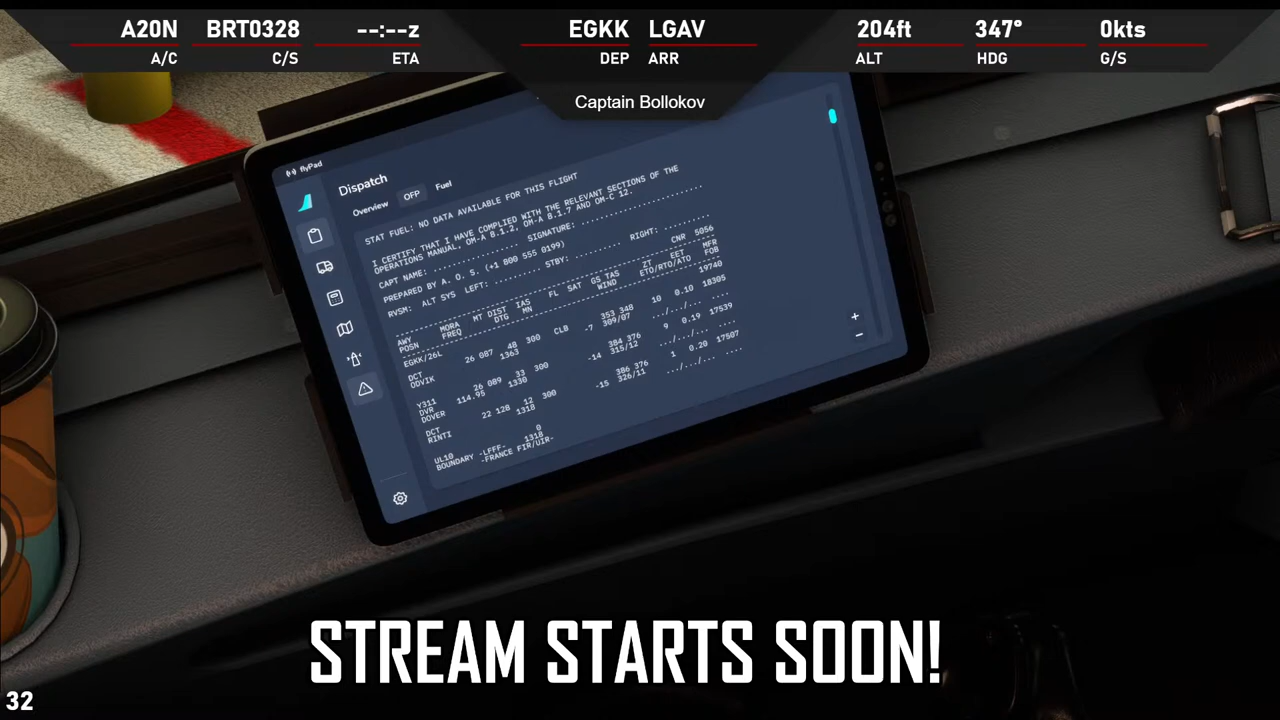 A20N BRT0328 --:--z EGKK LGAV 204ft 347° 0kts
A/C C/S ETA DEP ARR ALT HDG G/S
Captain Bollokov
flyPad
Dispatch
Overview OFP Fuel
STAT FUEL: NO DATA AVAILABLE FOR THIS FLIGHT
I CERTIFY THAT I HAVE COMPLIED WITH THE RELEVANT SECTIONS OF THE
OPERATIONS MANUAL, OM-A 8.1.2, OM-A 8.1.7 AND OM-C 12.
CAPT NAME: .................. SIGNATURE: .........................
PREPARED BY A. O. S. (+1 800 555 0199)
RVSM: ALT SYS LEFT: ......... STBY: ......... RIGHT: .........
CNR 5056
AWY MORA MT DIST IAS FL SAT GS TAS ZT EET MFR
POSN FREQ DTG MN WIND ETO/RTO/ATO FOB
EGKK/26L 19740
DCT 26 087 48 300 CLB -7 353 348 10 0.10 18305
ODVIK 1363 309/07 .../.../... ....
Y311 26 089 33 300 384 376 9 0.19 17539
DVR 114.95 1330 -14 315/12 .../.../... ....
DOVER
DCT 22 128 12 300 386 376 1 0.20 17507
RINTI 1318 -15 326/11 .../.../... ....
UL10 0
BOUNDARY -LFFF- 1318
-FRANCE FIR/UIR-
+
−
STREAM STARTS SOON!
32